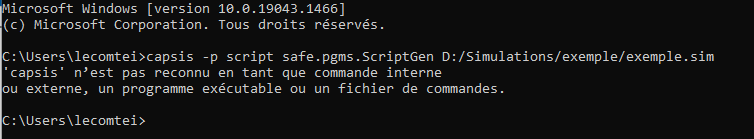 Microsoft Windows [version 10.0.19043.1466]
(c) Microsoft Corporation. Tous droits réservés.
C:\Users\lecomtei>capsis -p script safe.pgms.ScriptGen D:/Simulations/exemple/exemple.sim
'capsis' n’est pas reconnu en tant que commande interne
ou externe, un programme exécutable ou un fichier de commandes.
C:\Users\lecomtei>